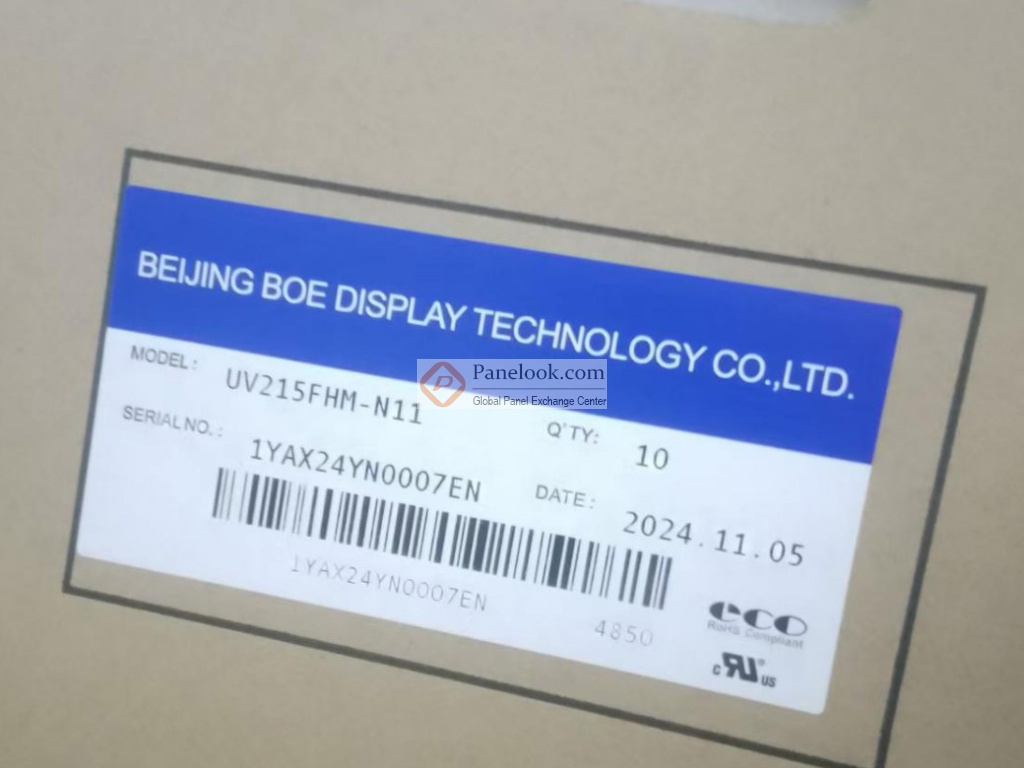 BEIJING BOE DISPLAY TECHNOLOGY CO.,LTD.
Panelook.com
Global Panel Exchange Center
MODEL: UV215FHM-N11 Q'TY: 10
SERIAL NO.: 1YAX24YN0007EN DATE: 2024.11.05
1YAX24YN0007EN 4850
eco
RoHS Compliant
c RU ® us